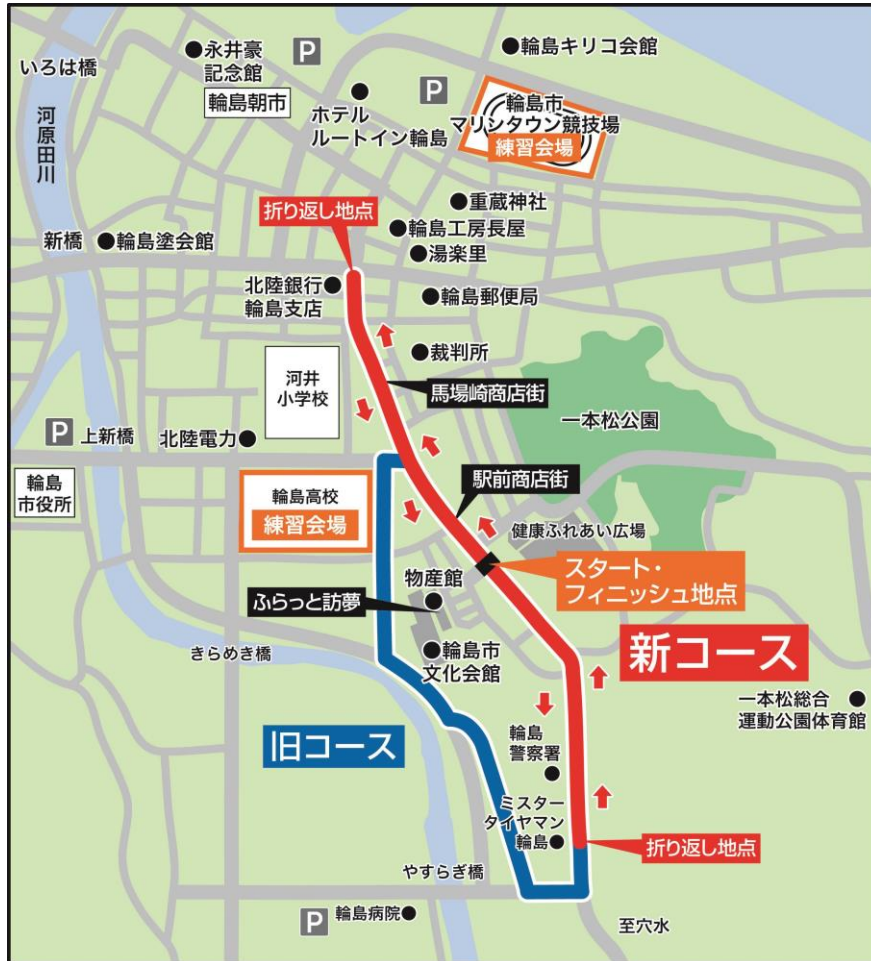 いろは橋
永井豪
記念館
P
輪島キリコ会館
輪島朝市
ホテル
ルートイン輪島
P
輪島市
マリンタウン競技場
練習会場
河原田川
重蔵神社
折り返し地点
輪島工房長屋
新橋
輪島塗会館
湯楽里
北陸銀行
輪島支店
輪島郵便局
裁判所
河井
小学校
馬場崎商店街
一本松公園
P
上新橋
北陸電力
駅前商店街
輪島
市役所
輪島高校
練習会場
健康ふれあい広場
スタート・
フィニッシュ地点
物産館
ふらっと訪夢
新コース
きらめき橋
輪島市
文化会館
一本松総合
運動公園体育館
旧コース
輪島
警察署
ミスター
タイヤマン
輪島
折り返し地点
やすらぎ橋
P
輪島病院
至穴水